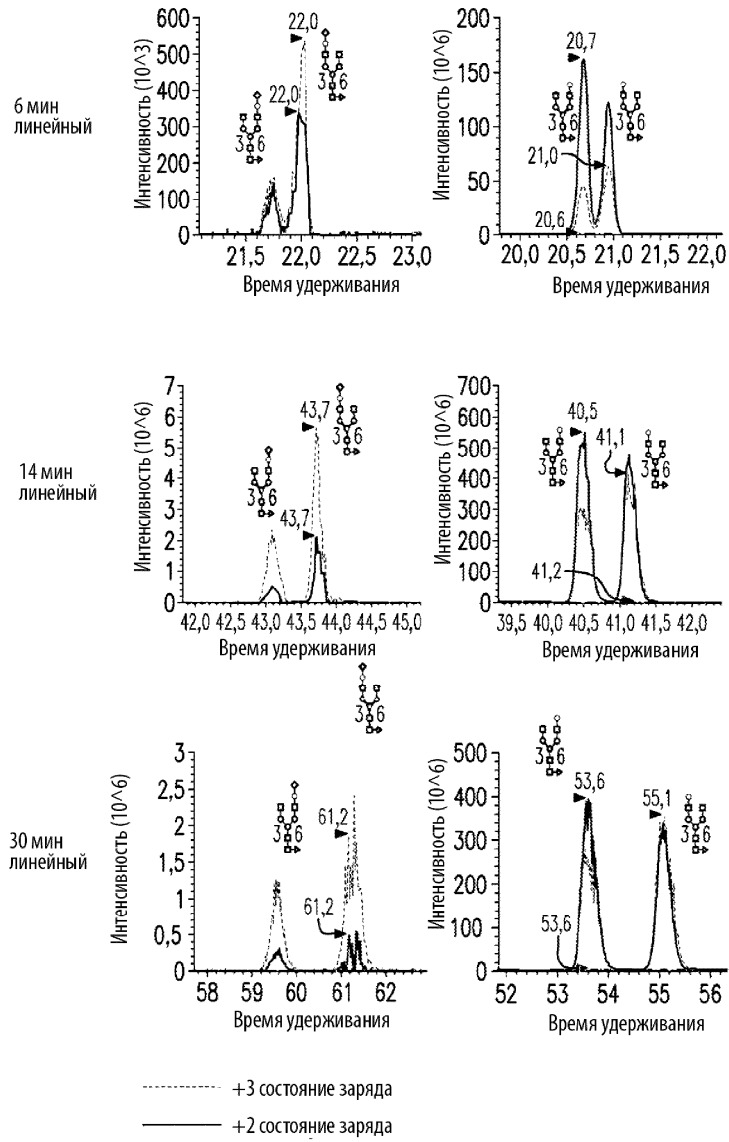 6 мин
линейный
Интенсивность (10^3)
600
500
400
300
200
100
0
22,0
22,0
3 6
3 6
21,5 22,0 22,5 23,0
Время удерживания
Интенсивность (10^6)
200
150
100
50
0
20,7
21,0
20,6
3 6
3 6
20,0 20,5 21,0 21,5 22,0
Время удерживания
14 мин
линейный
Интенсивность (10^6)
7
6
5
4
3
2
1
0
43,7
43,7
3 6
3 6
42,0 42,5 43,0 43,5 44,0 44,5 45,0
Время удерживания
Интенсивность (10^6)
700
600
500
400
300
200
100
0
40,5
41,1
41,2
3 6
3 6
39,5 40,0 40,5 41,0 41,5 42,0
Время удерживания
30 мин
линейный
Интенсивность (10^6)
3
2,5
2
1,5
1
0,5
0
61,2
61,2
3 6
3 6
58 59 60 61 62
Время удерживания
Интенсивность (10^6)
500
400
300
200
100
0
53,6
55,1
53,6
3 6
3 6
52 53 54 55 56
Время удерживания
+3 состояние заряда
+2 состояние заряда